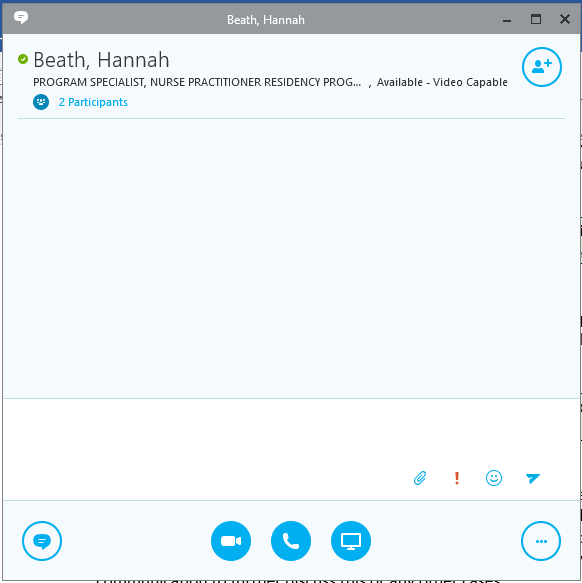 Beath, Hannah
Beath, Hannah
PROGRAM SPECIALIST, NURSE PRACTITIONER RESIDENCY PROG... , Available - Video Capable
2 Participants